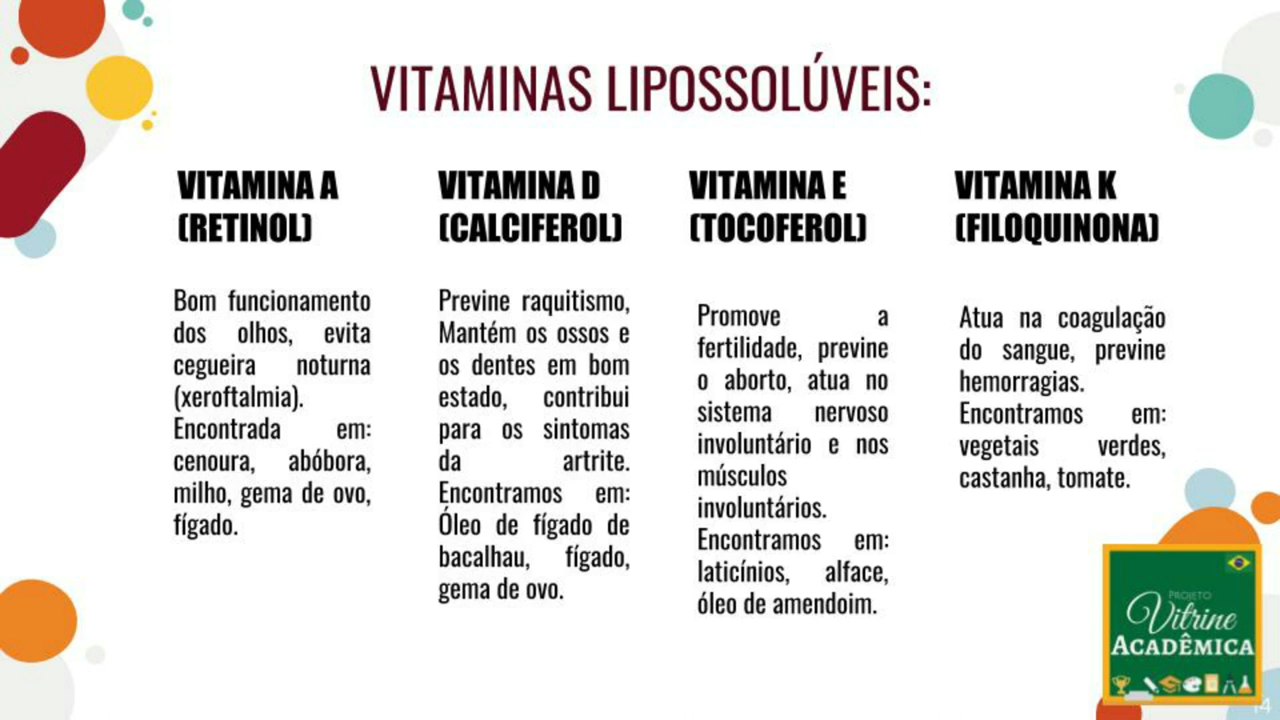 VITAMINAS LIPOSSOLÚVEIS:
VITAMINA A
(RETINOL)
Bom funcionamento
dos olhos, evita
cegueira noturna
(xeroftalmia).
Encontrada em:
cenoura, abóbora,
milho, gema de ovo,
fígado.
VITAMINA D
(CALCIFEROL)
Previne raquitismo,
Mantém os ossos e
os dentes em bom
estado, contribui
para os sintomas
da artrite.
Encontramos em:
Óleo de fígado de
bacalhau, fígado,
gema de ovo.
VITAMINA E
(TOCOFEROL)
Promove a
fertilidade, previne
o aborto, atua no
sistema nervoso
involuntário e nos
músculos
involuntários.
Encontramos em:
laticínios, alface,
óleo de amendoim.
VITAMINA K
(FILOQUINONA)
Atua na coagulação
do sangue, previne
hemorragias.
Encontramos em:
vegetais verdes,
castanha, tomate.
PROJETO
Vitrine
ACADÊMICA
14